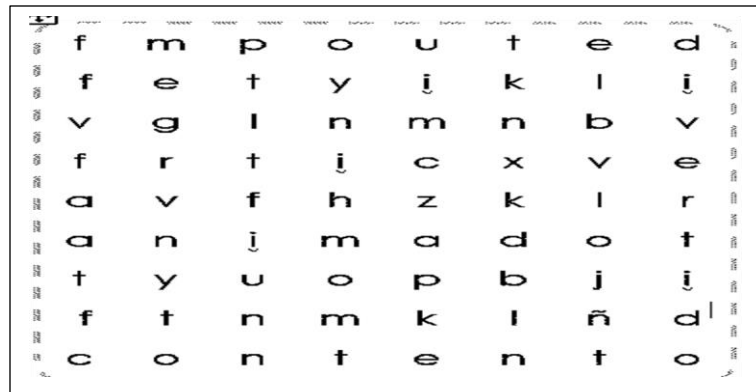 f m p o u t e d
f e t y i k l i
v g l n m n b v
f r t i c x v e
a v f h z k l r
a n i m a d o t
t y u o p b j i
f t n m k l ñ d
c o n t e n t o